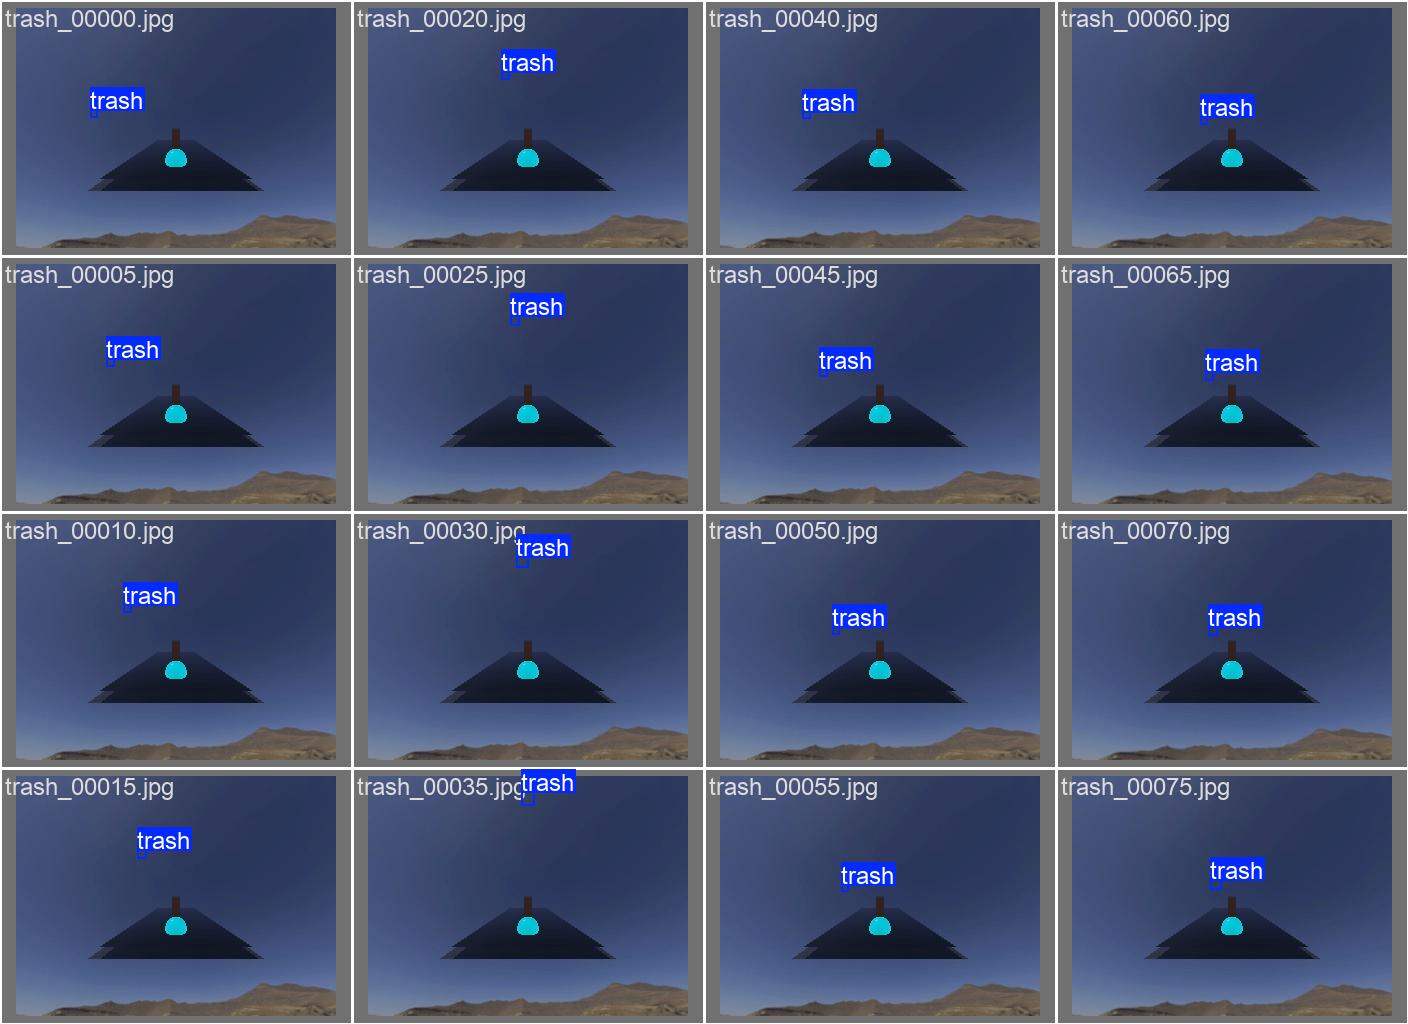 trash_00000.jpg
trash
trash_00020.jpg
trash
trash_00040.jpg
trash
trash_00060.jpg
trash
trash_00005.jpg
trash
trash_00025.jpg
trash
trash_00045.jpg
trash
trash_00065.jpg
trash
trash_00010.jpg
trash
trash_00030.jpg
trash
trash_00050.jpg
trash
trash_00070.jpg
trash
trash_00015.jpg
trash
trash_00035.jpg
trash
trash_00055.jpg
trash
trash_00075.jpg
trash